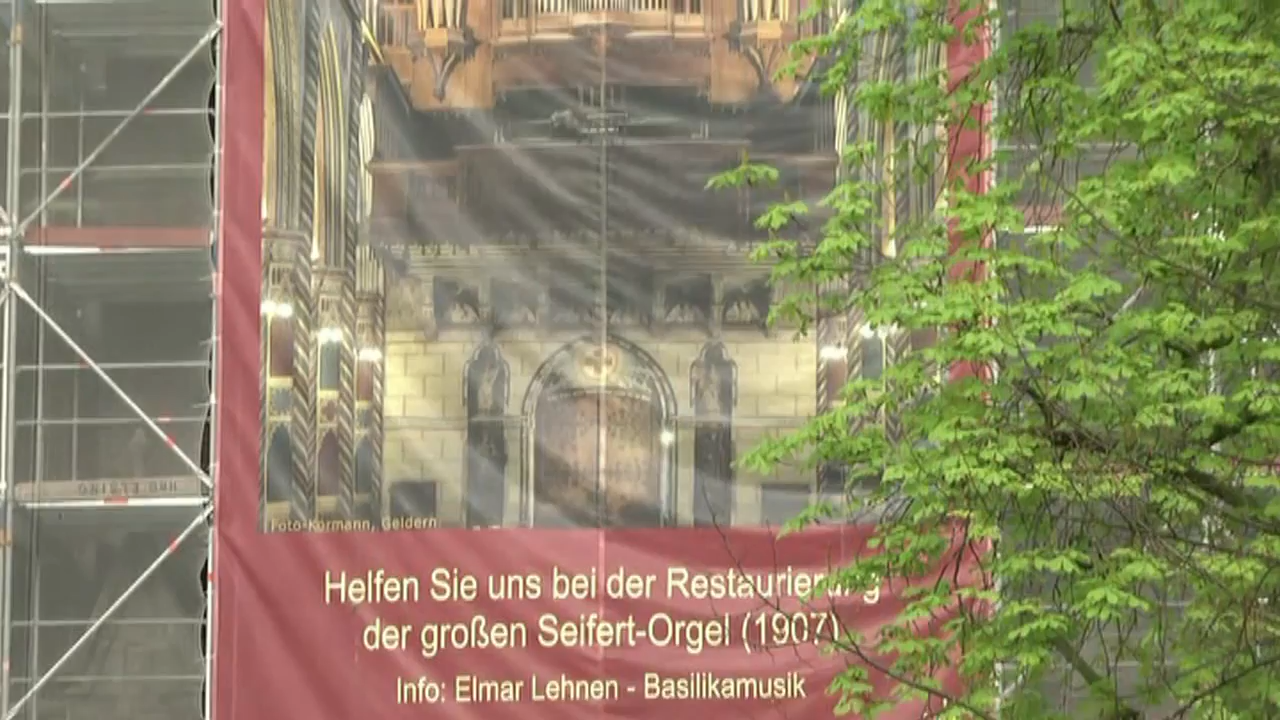 Foto-Kormann, Geldern
Helfen Sie uns bei der Restaurierung
der großen Seifert-Orgel (1907)
Info: Elmar Lehnen - Basilikamusik